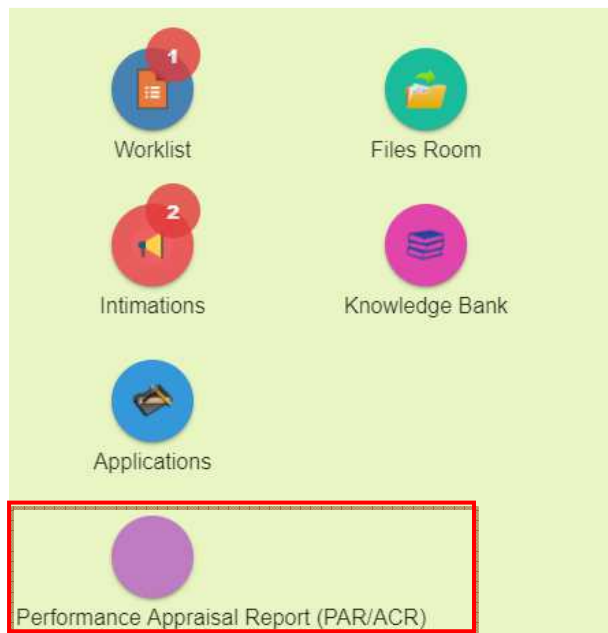 1
Worklist
Files Room
2
Intimations
Knowledge Bank
Applications
Performance Appraisal Report (PAR/ACR)